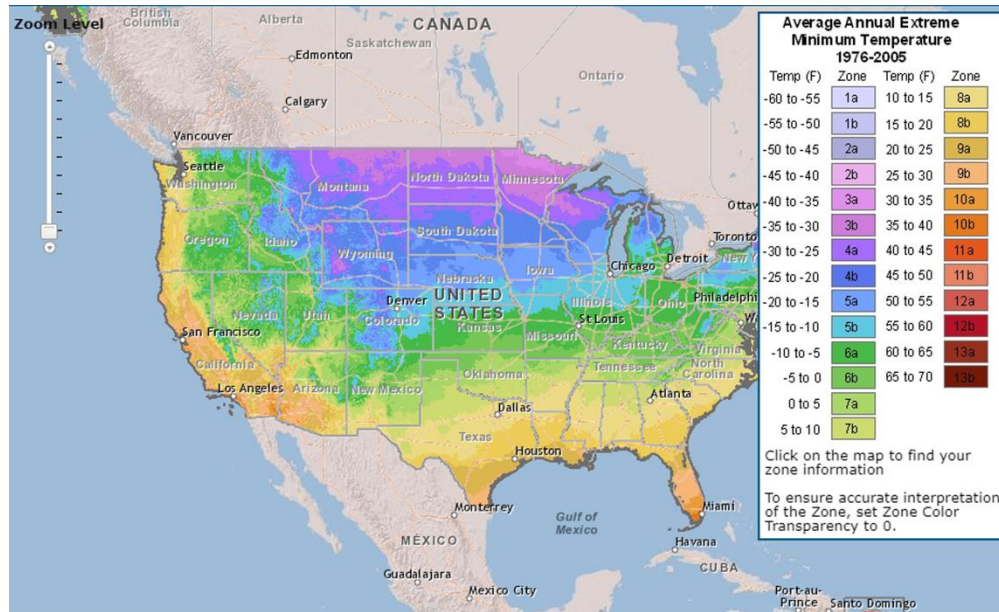 Zoom Level
CANADA
British
Columbia
Alberta
Saskatchewan
Ontario
Edmonton
Calgary
Vancouver
Seattle
Washington
Montana
North Dakota
Minnesota
Ottaw
Toronto
Oregon
Idaho
South Dakota
Wyoming
Iowa
Chicago
Detroit
New Y
Nebraska
Nevada
Utah
Denver
Colorado
UNITED
STATES
Kansas
Illinois
Ohio
Philadelphi
Missouri
St Louis
Kentucky
Wa
Virginia
San Francisco
California
Los Angeles
Arizona
New Mexico
Oklahoma
Tennessee
North
Carolina
Atlanta
Dallas
Texas
Houston
Monterrey
Gulf of
Mexico
Miami
Havana
MÉXICO
CUBA
Guadalajara
Mexico City
Port-au-
Prince
Santo Domingo
Average Annual Extreme
Minimum Temperature
1976-2005
Temp (F) Zone Temp (F) Zone
-60 to -55 1a 10 to 15 8a
-55 to -50 1b 15 to 20 8b
-50 to -45 2a 20 to 25 9a
-45 to -40 2b 25 to 30 9b
-40 to -35 3a 30 to 35 10a
-35 to -30 3b 35 to 40 10b
-30 to -25 4a 40 to 45 11a
-25 to -20 4b 45 to 50 11b
-20 to -15 5a 50 to 55 12a
-15 to -10 5b 55 to 60 12b
-10 to -5 6a 60 to 65 13a
-5 to 0 6b 65 to 70 13b
0 to 5 7a
5 to 10 7b
Click on the map to find your
zone information
To ensure accurate interpretation
of the Zone, set Zone Color
Transparency to 0.